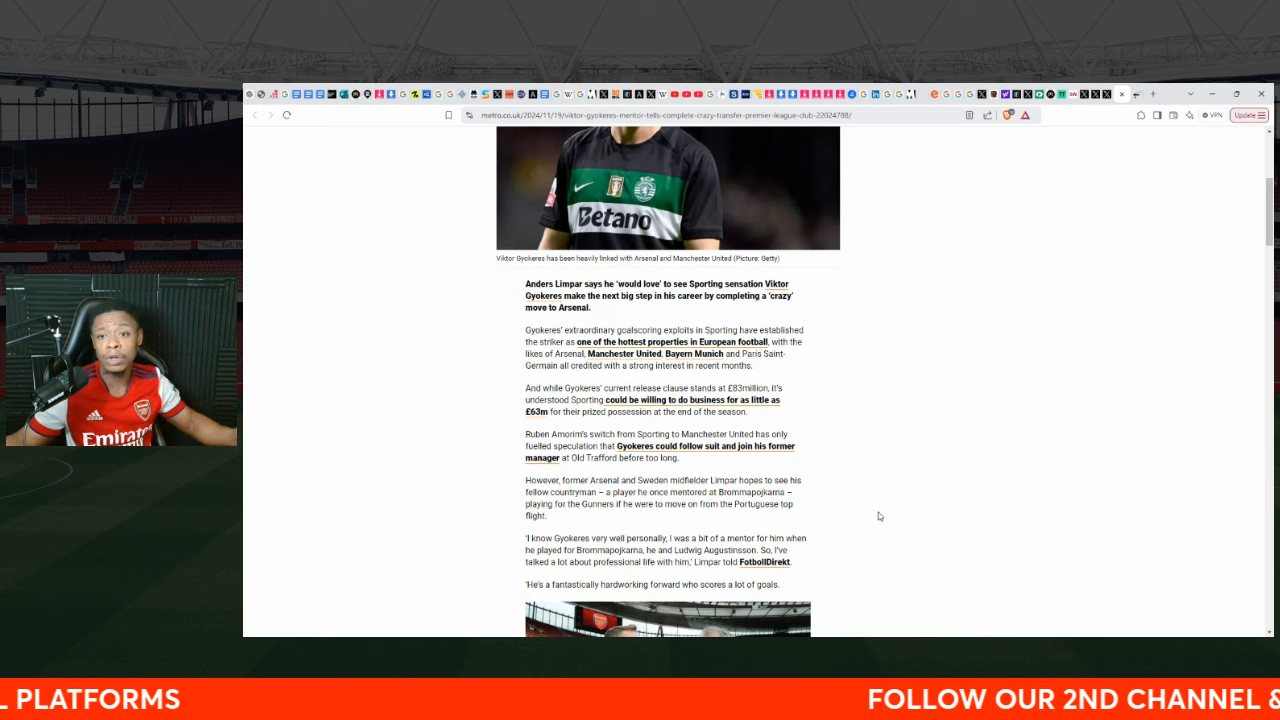 metro.co.uk/2024/11/19/viktor-gyokeres-mentor-tells-complete-crazy-transfer-premier-league-club-22024788/
VPN
Update
Betano
Viktor Gyokeres has been heavily linked with Arsenal and Manchester United (Picture: Getty)
Anders Limpar says he ‘would love’ to see Sporting sensation Viktor
Gyokeres make the next big step in his career by completing a ‘crazy’
move to Arsenal.
Gyokeres’ extraordinary goalscoring exploits in Sporting have established
the striker as one of the hottest properties in European football, with the
likes of Arsenal, Manchester United, Bayern Munich and Paris Saint-
Germain all credited with a strong interest in recent months.
And while Gyokeres’ current release clause stands at £83million, it’s
understood Sporting could be willing to do business for as little as
£63m for their prized possession at the end of the season.
Ruben Amorim’s switch from Sporting to Manchester United has only
fuelled speculation that Gyokeres could follow suit and join his former
manager at Old Trafford before too long.
However, former Arsenal and Sweden midfielder Limpar hopes to see his
fellow countryman – a player he once mentored at Brommapojkarna –
playing for the Gunners if he were to move on from the Portuguese top
flight.
‘I know Gyokeres very well personally, I was a bit of a mentor for him when
he played for Brommapojkarna, he and Ludwig Augustinsson. So, I’ve
talked a lot about professional life with him,’ Limpar told FotbollDirekt.
‘He’s a fantastically hardworking forward who scores a lot of goals.
Arsenal
Emirates
L PLATFORMS
FOLLOW OUR 2ND CHANNEL &